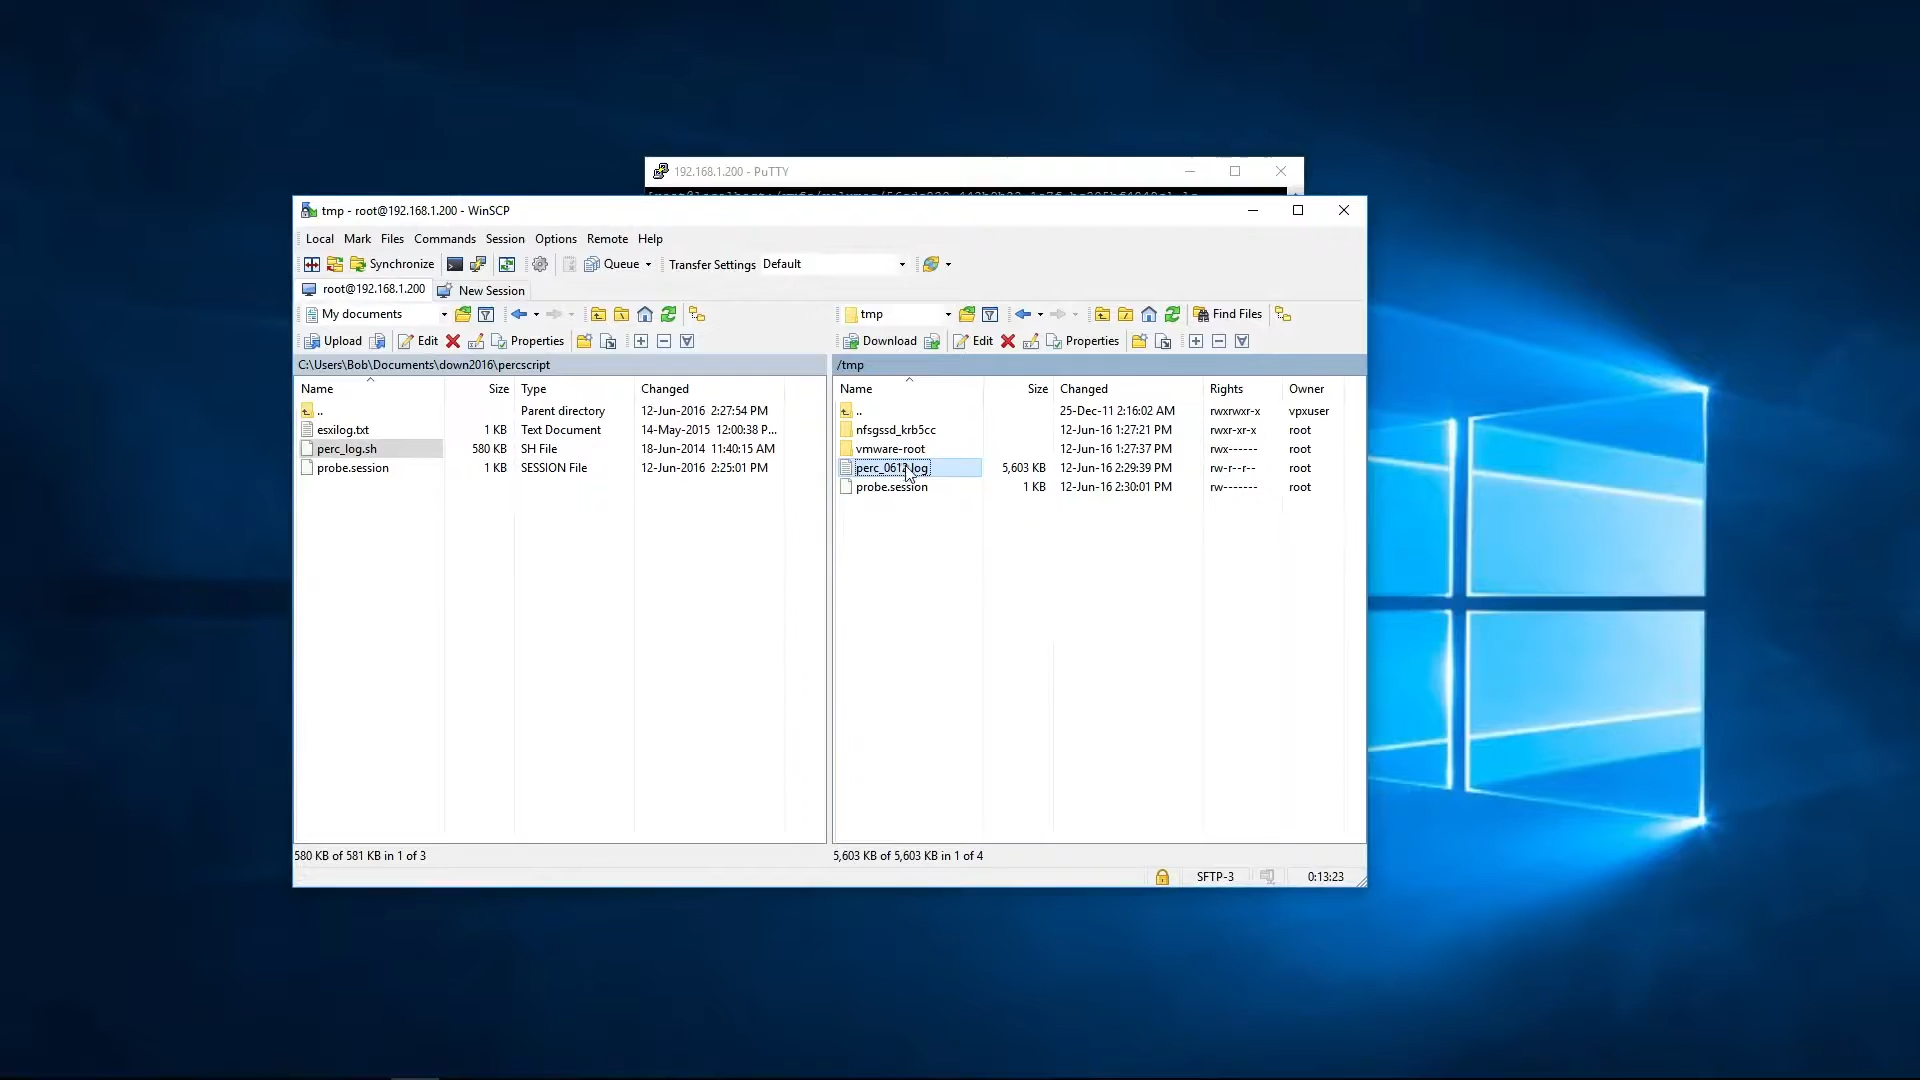 192.168.1.200 - PuTTY
tmp - root@192.168.1.200 - WinSCP
Local Mark Files Commands Session Options Remote Help
Synchronize Queue Transfer Settings Default
root@192.168.1.200 New Session
My documents tmp Find Files
Upload Edit Properties Download Edit Properties
C:\Users\Bob\Documents\down2016\percscript /tmp
Name Size Type Changed Name Size Changed Rights Owner
.. Parent directory 12-Jun-2016 2:27:54 PM .. 25-Dec-11 2:16:02 AM rwxrwxr-x vpxuser
esxilog.txt 1 KB Text Document 14-May-2015 12:00:38 P... nfsgssd_krb5cc 12-Jun-16 1:27:21 PM rwxr-xr-x root
perc_log.sh 580 KB SH File 18-Jun-2014 11:40:15 AM vmware-root 12-Jun-16 1:27:37 PM rwx------ root
probe.session 1 KB SESSION File 12-Jun-2016 2:25:01 PM perc_0612.log 5,603 KB 12-Jun-16 2:29:39 PM rw-r--r-- root
probe.session 1 KB 12-Jun-16 2:30:01 PM rw------- root
580 KB of 581 KB in 1 of 3 5,603 KB of 5,603 KB in 1 of 4
SFTP-3 0:13:23